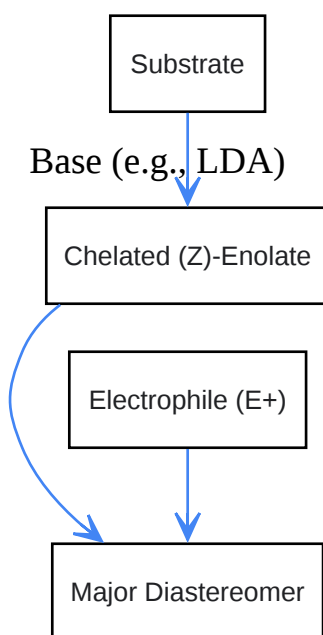 Substrate
Base (e.g., LDA)
Chelated (Z)-Enolate
Electrophile (E+)
Major Diastereomer